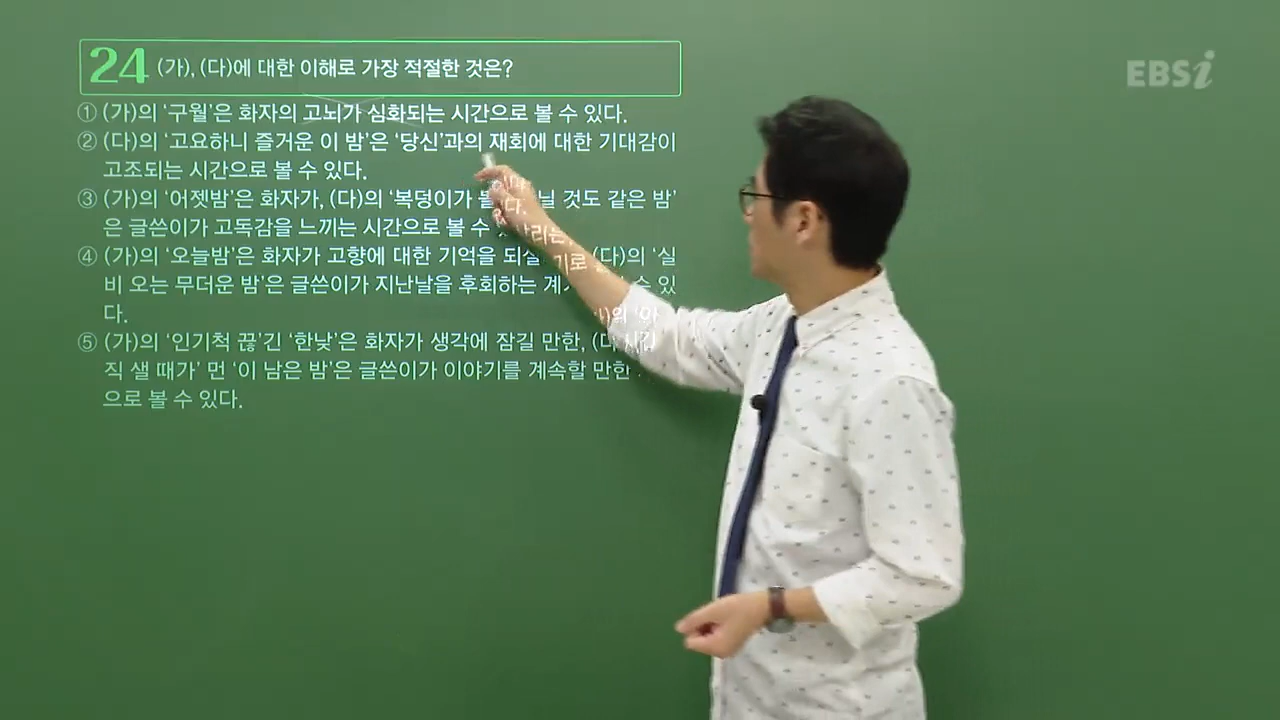 24 (가), (다)에 대한 이해로 가장 적절한 것은?
EBSi
① (가)의 '구월'은 화자의 고뇌가 심화되는 시간으로 볼 수 있다.
② (다)의 '고요하니 즐거운 이 밤'은 '당신'과의 재회에 대한 기대감이
고조되는 시간으로 볼 수 있다.
③ (가)의 '어젯밤'은 화자가, (다)의 '복덩이가 닐 것도 같은 밤'
은 글쓴이가 고독감을 느끼는 시간으로 볼 수
④ (가)의 '오늘밤'은 화자가 고향에 대한 기억을 되살 기로 (다)의 '실
비 오는 무더운 밤'은 글쓴이가 지난날을 후회하는 계 수 있
다.
⑤ (가)의 '인기척 끊'긴 '한낮'은 화자가 생각에 잠길 만한, (다 시간
직 샐 때가' 먼 '이 남은 밤'은 글쓴이가 이야기를 계속할 만한
으로 볼 수 있다.